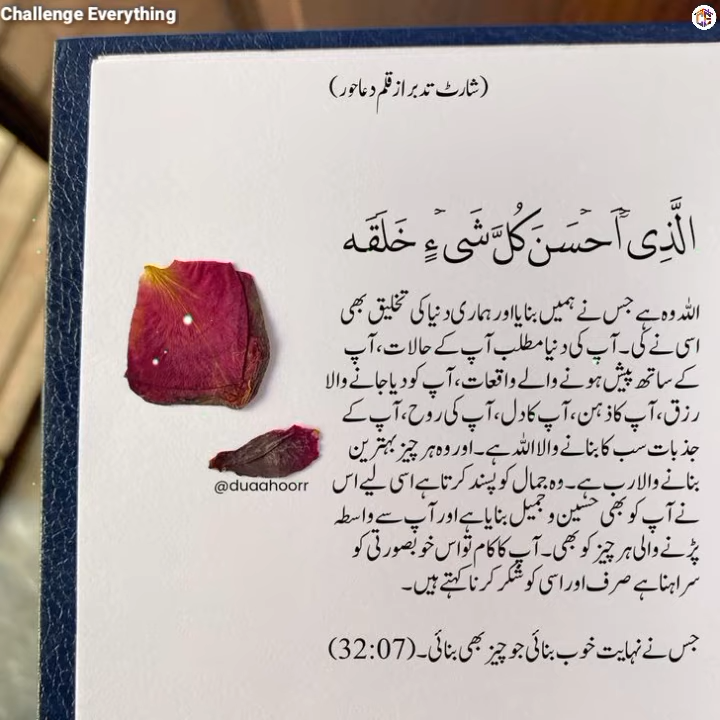 Challenge Everything
(شارٹ تدبر از قلم دعا حور)
الَّذِی اَحۡسَنَ کُلَّ شَیۡءٍ خَلَقَہ
اللہ وہ ہے جس نے ہمیں بنایا اور ہماری دنیا کی تخلیق بھی
اسی نے کی۔ آپ کی دنیا مطلب آپ کے حالات، آپ
کے ساتھ پیش ہونے والے واقعات، آپ کو دیا جانے والا
رزق، آپ کا ذہن، آپ کا دل، آپ کی روح، آپ کے
جذبات سب کا بنانے والا اللہ ہے۔ اور وہ ہر چیز بہترین
بنانے والا رب ہے۔ وہ جمال کو پسند کرتا ہے اسی لیے اس
نے آپ کو بھی حسین و جمیل بنایا ہے اور آپ سے واسطہ
پڑنے والی ہر چیز کو بھی۔ آپ کا کام تو اس خوبصورتی کو
سراہنا ہے صرف اور اسی کو شکر کرنا کہتے ہیں۔
@duaahoorr
جس نے نہایت خوب بنائی جو چیز بھی بنائی۔ (32:07)